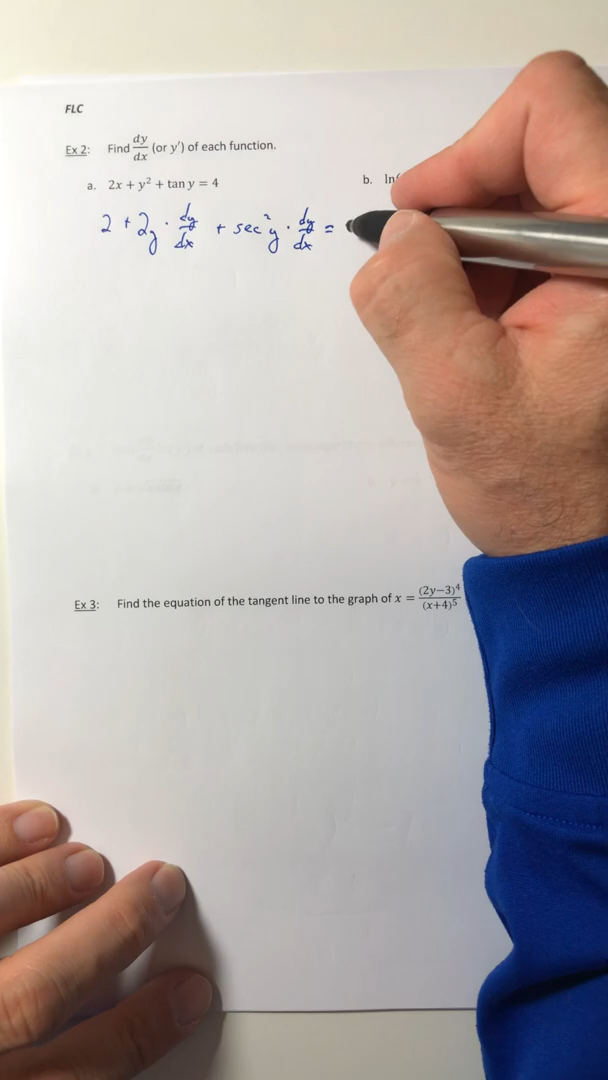 FLC
Ex 2: Find dy/dx (or y′) of each function.
a. 2x + y² + tan y = 4
b. ln(
2 + 2y · dy/dx + sec² y · dy/dx =
Ex 3: Find the equation of the tangent line to the graph of x = (2y−3)⁴/(x+4)⁵